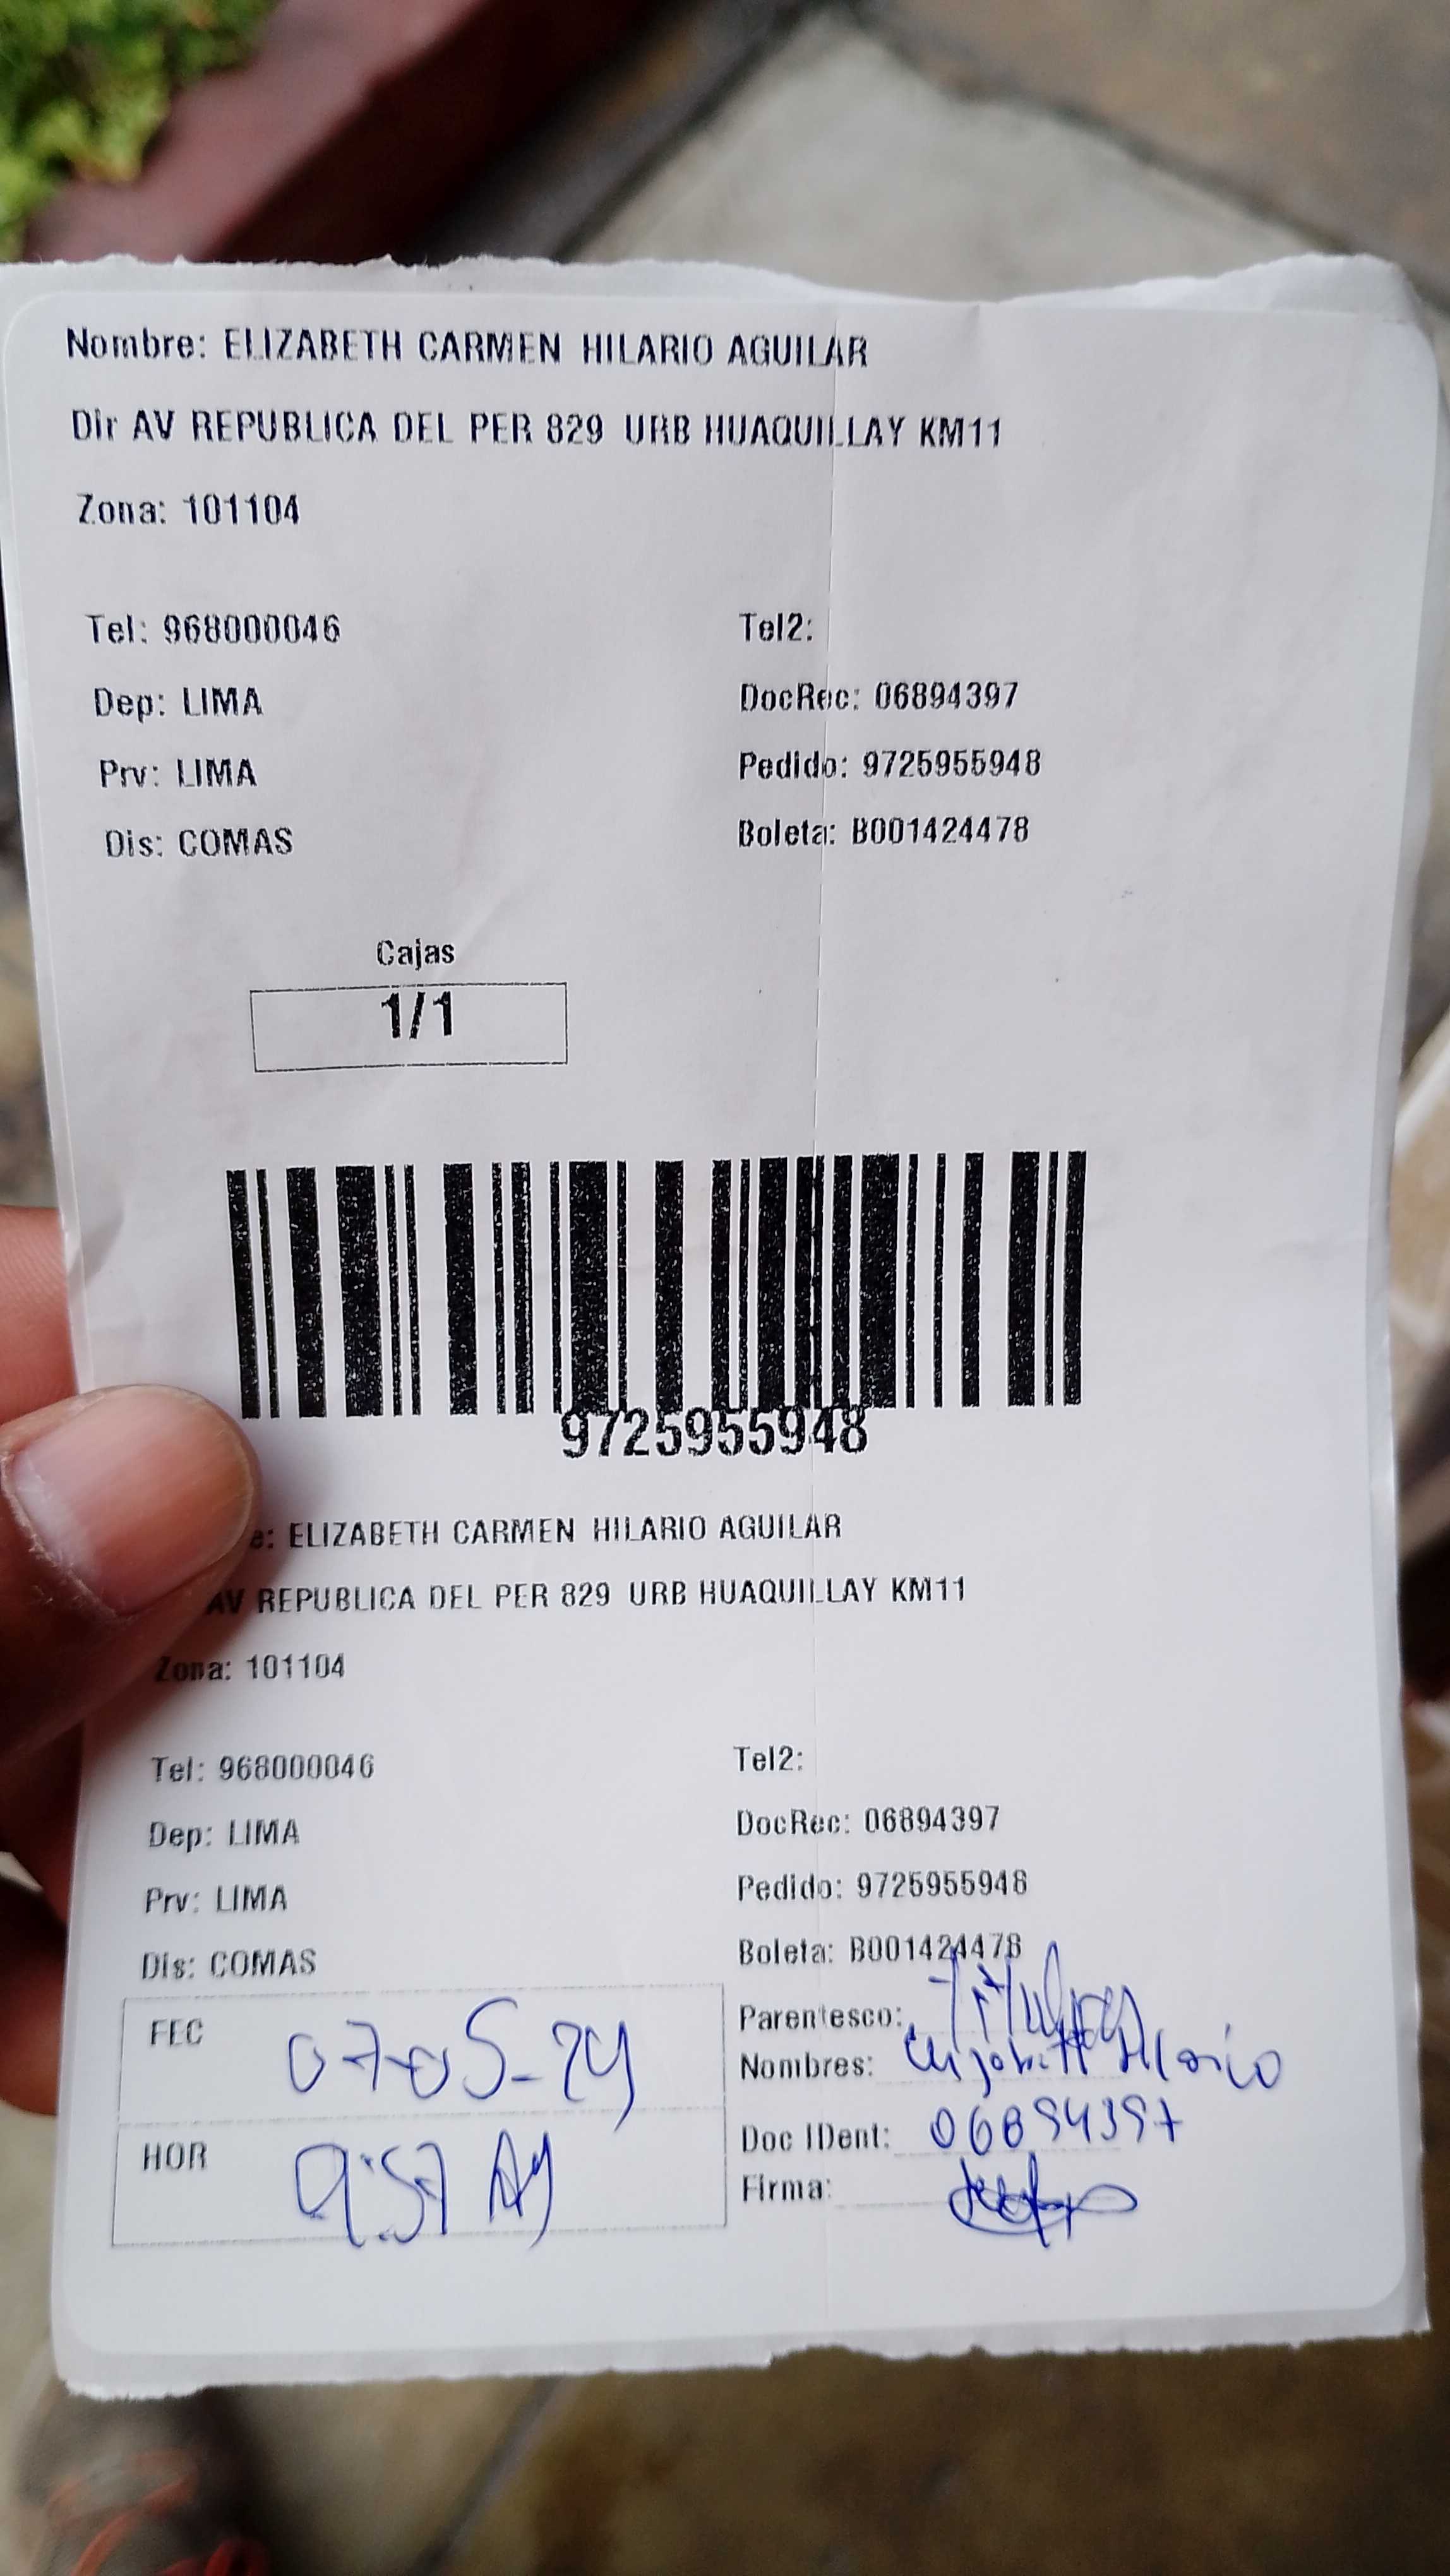 Nombre: ELIZABETH CARMEN HILARIO AGUILAR
Dir AV REPUBLICA DEL PER 829 URB HUAQUILLAY KM11
Zona: 101104
Tel: 968000046 Tel2:
Dep: LIMA DocRec: 06894397
Prv: LIMA Pedido: 9725955948
Dis: COMAS Boleta: B001424478
Cajas
1/1
9725955948
e: ELIZABETH CARMEN HILARIO AGUILAR
AV REPUBLICA DEL PER 829 URB HUAQUILLAY KM11
Zona: 101104
Tel: 968000046 Tel2:
Dep: LIMA DocRec: 06894397
Prv: LIMA Pedido: 9725955948
Dis: COMAS Boleta: B001424478
FEC 07-05-24 Parentesco: Titular
Nombres: Elizabeth Hilario
HOR 9:57 AM Doc IDent: 06894397
Firma: